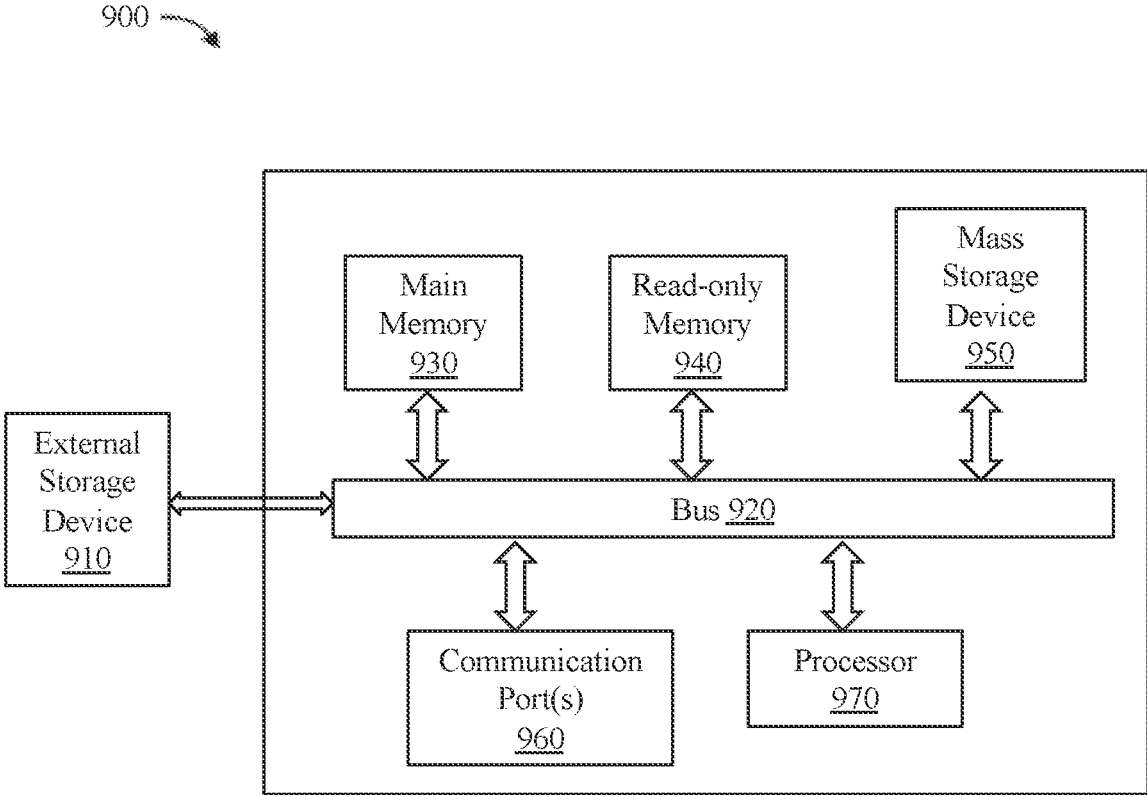 900
Main
Memory
930
Read-only
Memory
940
Mass
Storage
Device
950
External
Storage
Device
910
Bus 920
Communication
Port(s)
960
Processor
970